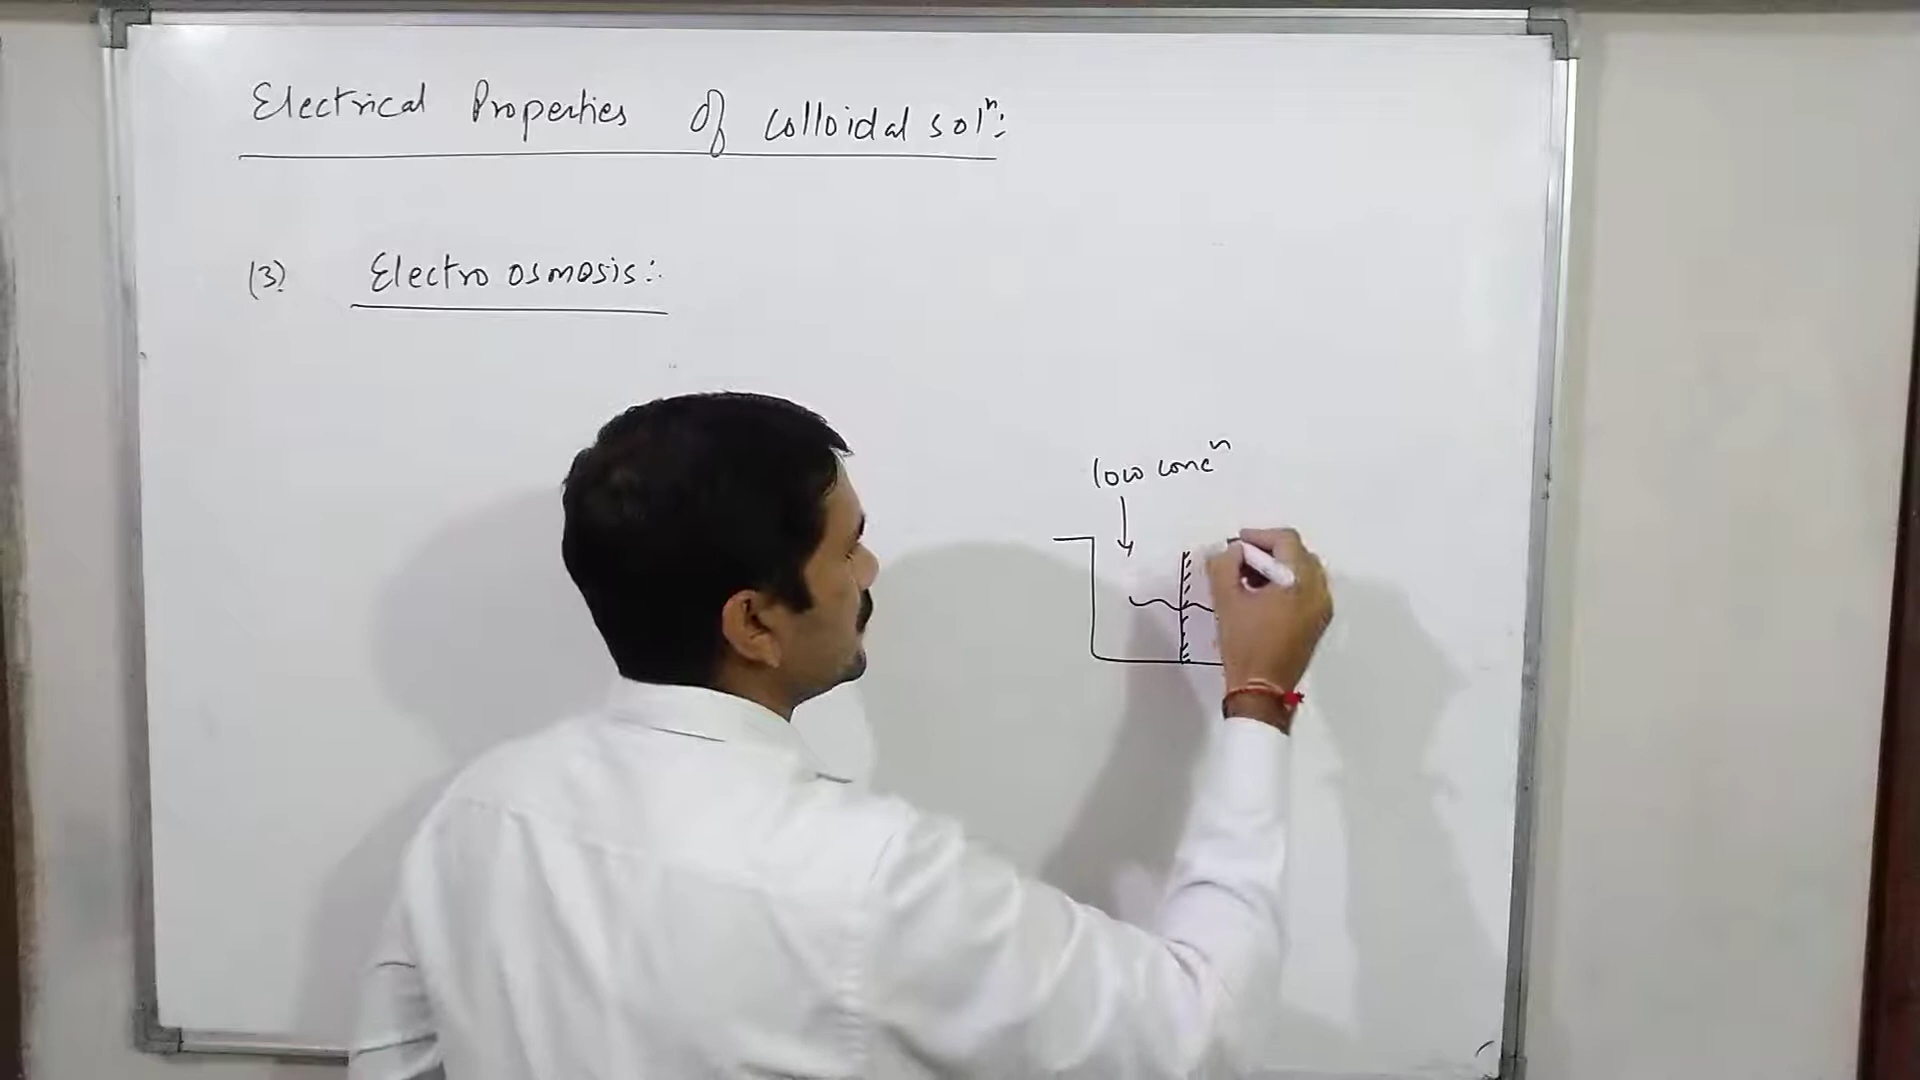 Electrical Properties Of colloidal solⁿ:
(3) Electro osmosis:
low concⁿ